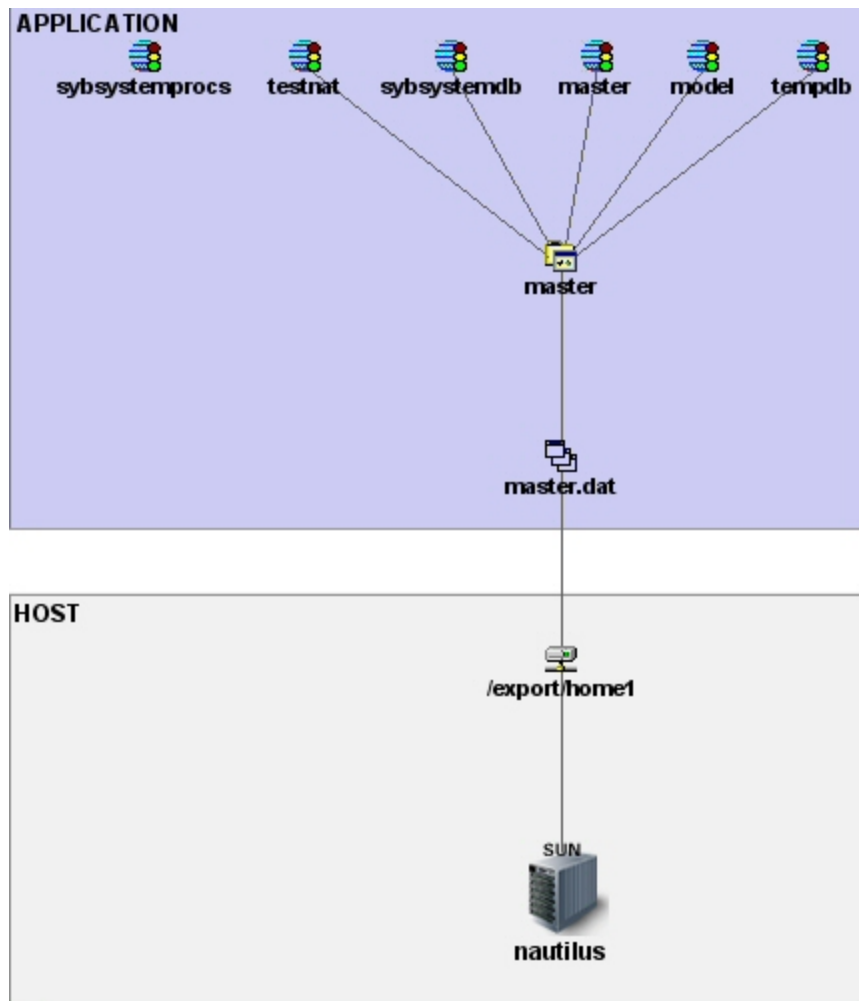 APPLICATION
sybsystemprocs testnat sybsystemdb master model tempdb
master
master.dat
HOST
/export/home1
SUN
nautilus